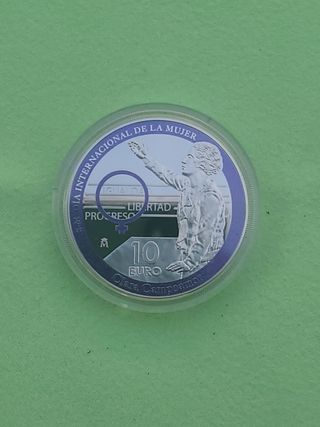 DÍA INTERNACIONAL DE LA MUJER
IGUALDAD
LIBERTAD
PROGRESO
10
EURO
Clara Campoamor